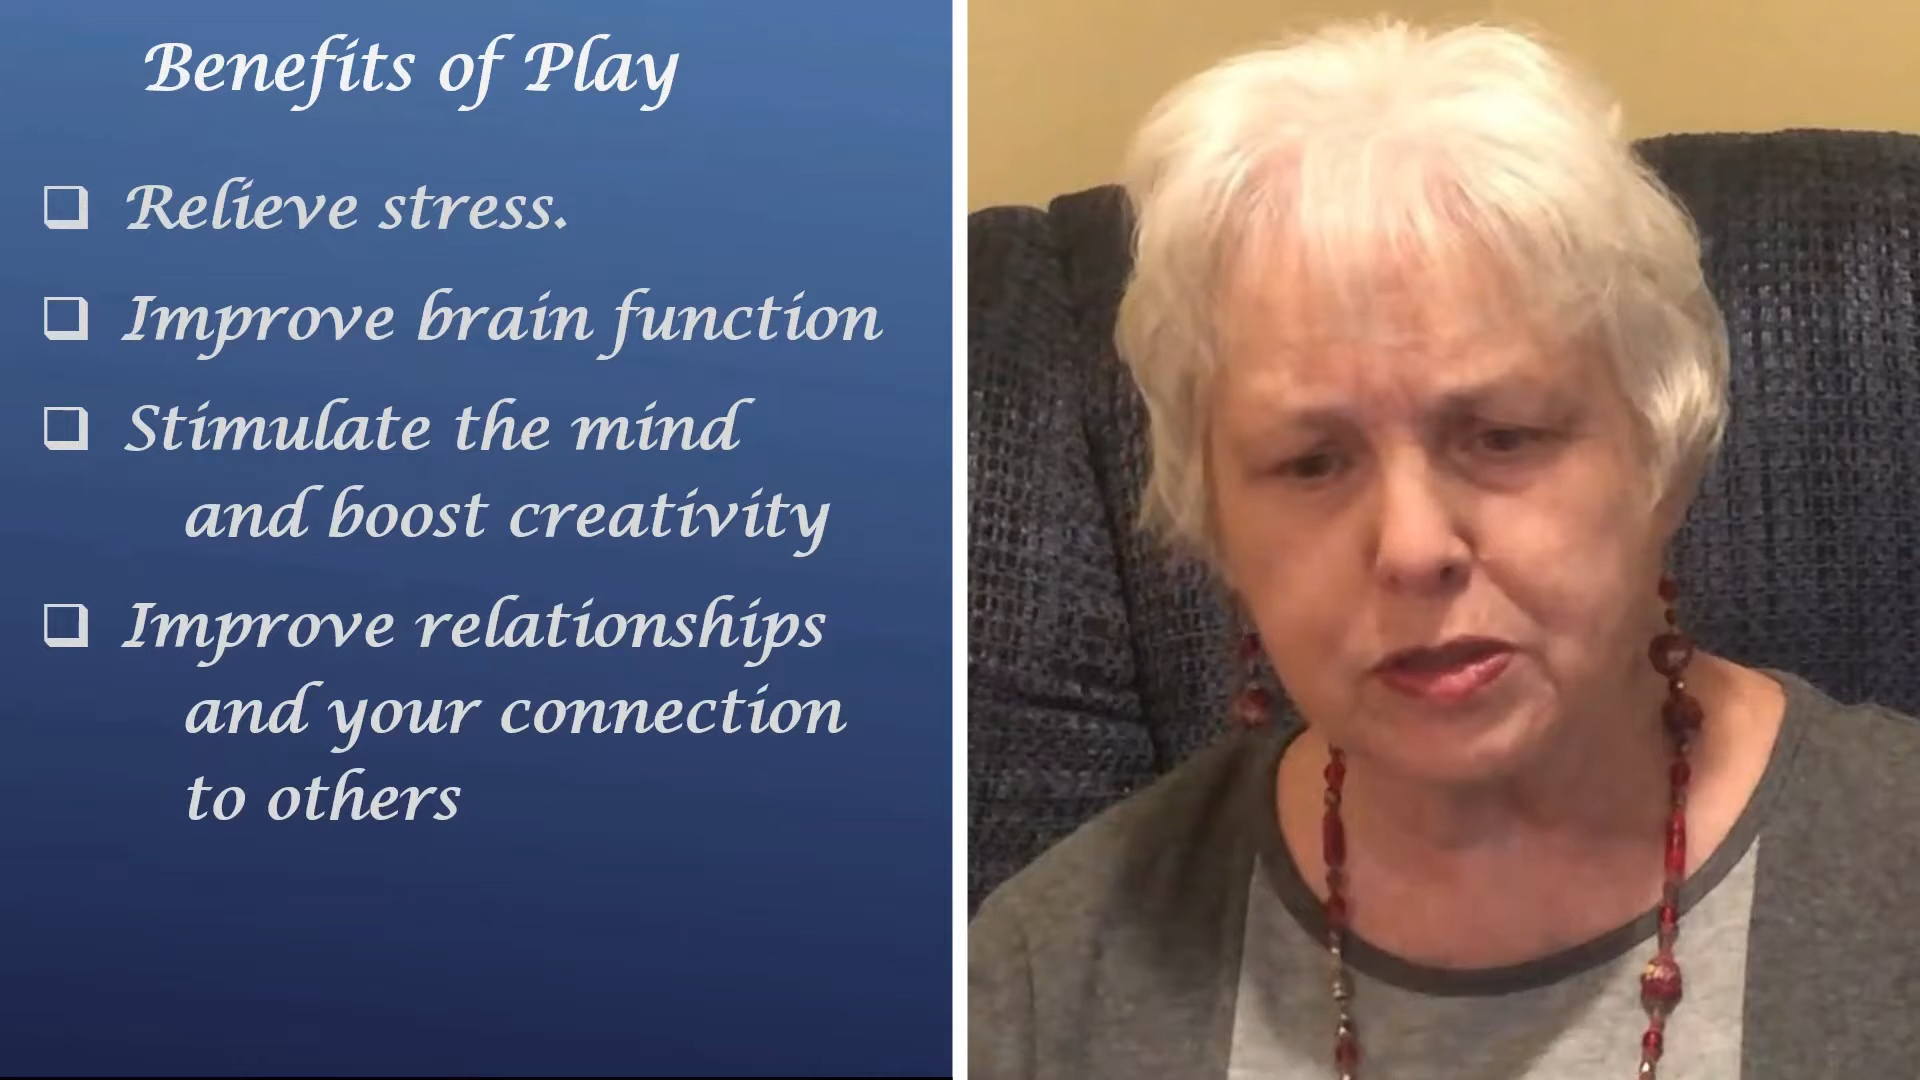 Benefits of Play
Relieve stress.
Improve brain function
Stimulate the mind
and boost creativity
Improve relationships
and your connection
to others